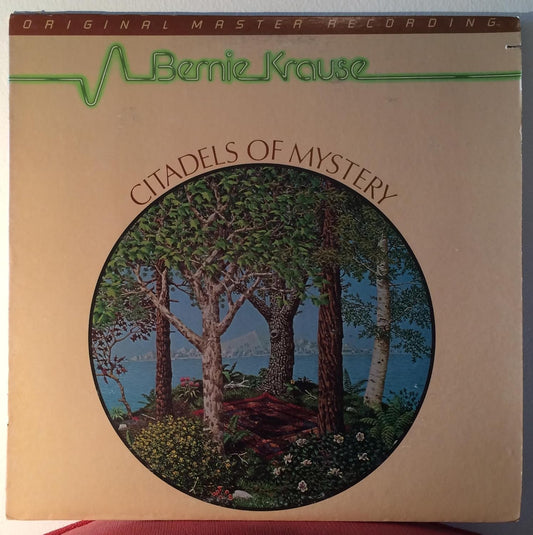 ORIGINAL MASTER RECORDING
Bernie Krause
CITADELS OF MYSTERY